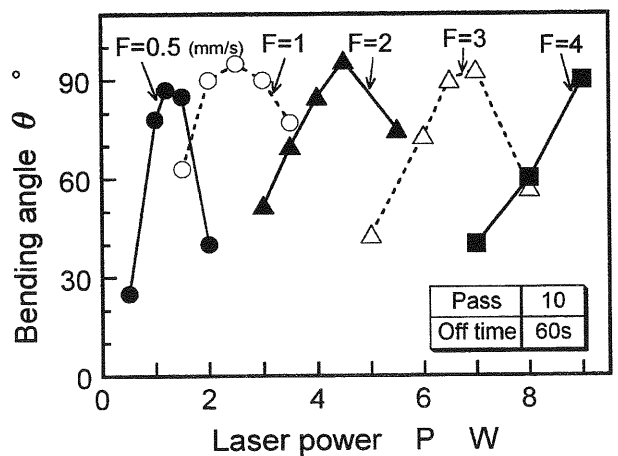 F=0.5 (mm/s) F=1 F=2 F=3 F=4
90
60
30
0
Bending angle θ °
0 2 4 6 8
Laser power P W
Pass 10
Off time 60s